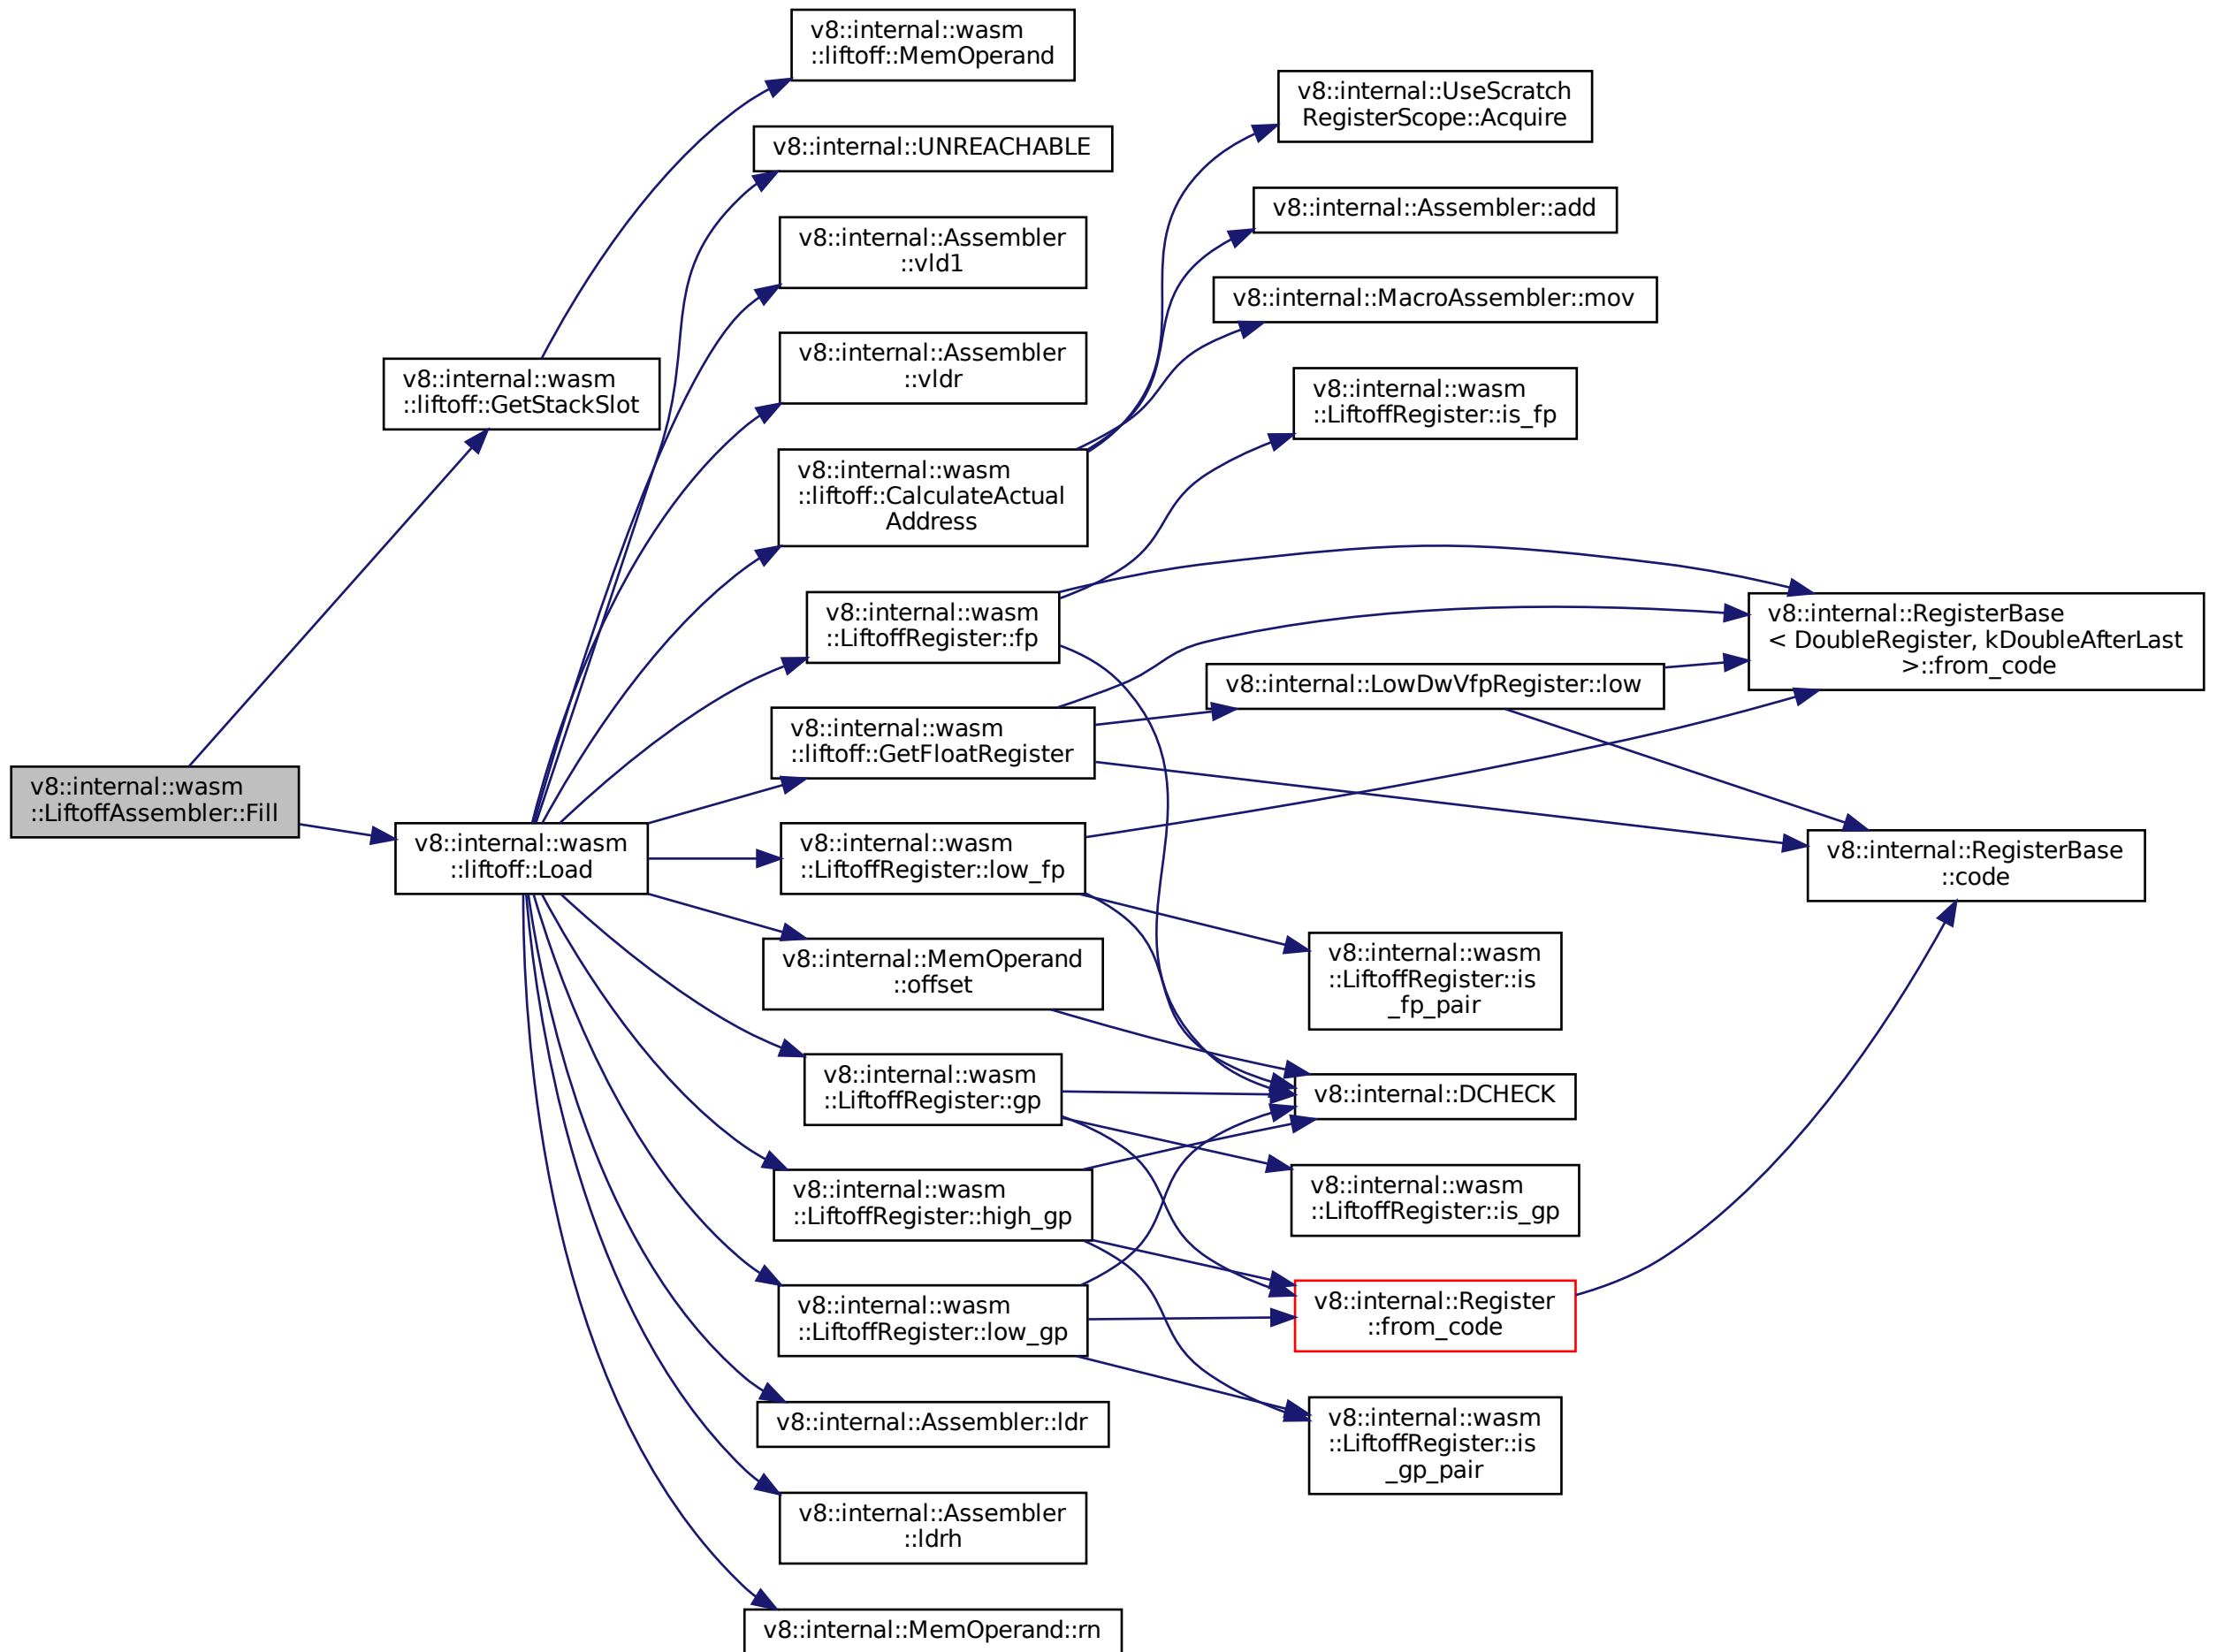 v8::internal::wasm
::LiftoffAssembler::Fill
v8::internal::wasm
::liftoff::GetStackSlot
v8::internal::wasm
::liftoff::Load
v8::internal::wasm
::liftoff::MemOperand
v8::internal::UNREACHABLE
v8::internal::Assembler
::vld1
v8::internal::Assembler
::vldr
v8::internal::wasm
::liftoff::CalculateActual
Address
v8::internal::wasm
::LiftoffRegister::fp
v8::internal::wasm
::liftoff::GetFloatRegister
v8::internal::wasm
::LiftoffRegister::low_fp
v8::internal::MemOperand
::offset
v8::internal::wasm
::LiftoffRegister::gp
v8::internal::wasm
::LiftoffRegister::high_gp
v8::internal::wasm
::LiftoffRegister::low_gp
v8::internal::Assembler::ldr
v8::internal::Assembler
::ldrh
v8::internal::MemOperand::rn
v8::internal::UseScratch
RegisterScope::Acquire
v8::internal::Assembler::add
v8::internal::MacroAssembler::mov
v8::internal::wasm
::LiftoffRegister::is_fp
v8::internal::LowDwVfpRegister::low
v8::internal::wasm
::LiftoffRegister::is
_fp_pair
v8::internal::DCHECK
v8::internal::wasm
::LiftoffRegister::is_gp
v8::internal::Register
::from_code
v8::internal::wasm
::LiftoffRegister::is
_gp_pair
v8::internal::RegisterBase
< DoubleRegister, kDoubleAfterLast
>::from_code
v8::internal::RegisterBase
::code